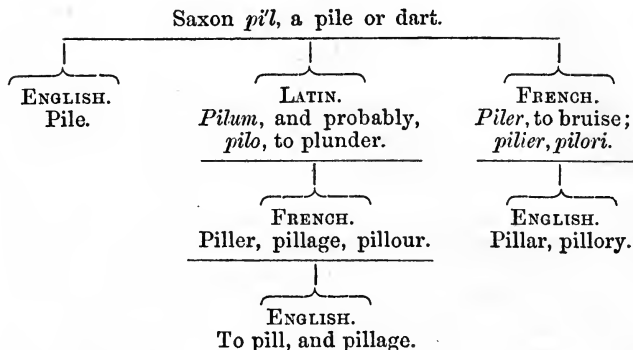 Saxon pi'l, a pile or dart.
ENGLISH.
Pile.
LATIN.
Pilum, and probably,
pilo, to plunder.
FRENCH.
Piler, to bruise;
pilier, pilori.
FRENCH.
Piller, pillage, pillour.
ENGLISH.
Pillar, pillory.
ENGLISH.
To pill, and pillage.